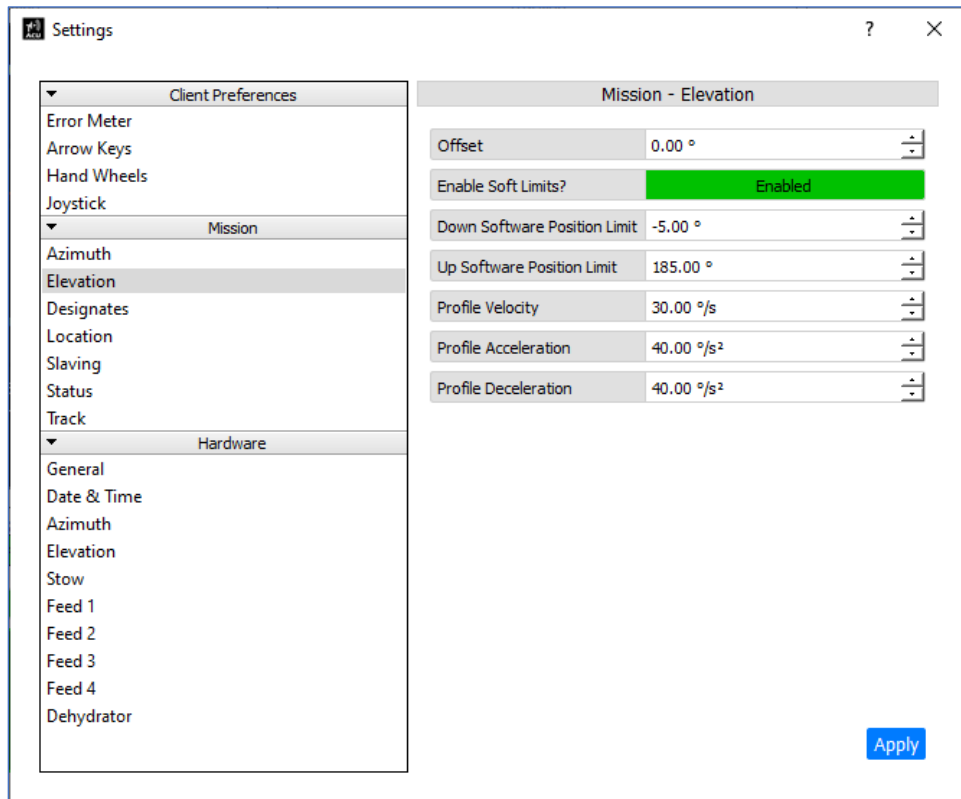 ACU
Settings
?
Client Preferences
Error Meter
Arrow Keys
Hand Wheels
Joystick
Mission
Azimuth
Elevation
Designates
Location
Slaving
Status
Track
Hardware
General
Date & Time
Azimuth
Elevation
Stow
Feed 1
Feed 2
Feed 3
Feed 4
Dehydrator
Mission - Elevation
Offset 0.00 °
Enable Soft Limits? Enabled
Down Software Position Limit -5.00 °
Up Software Position Limit 185.00 °
Profile Velocity 30.00 °/s
Profile Acceleration 40.00 °/s²
Profile Deceleration 40.00 °/s²
Apply